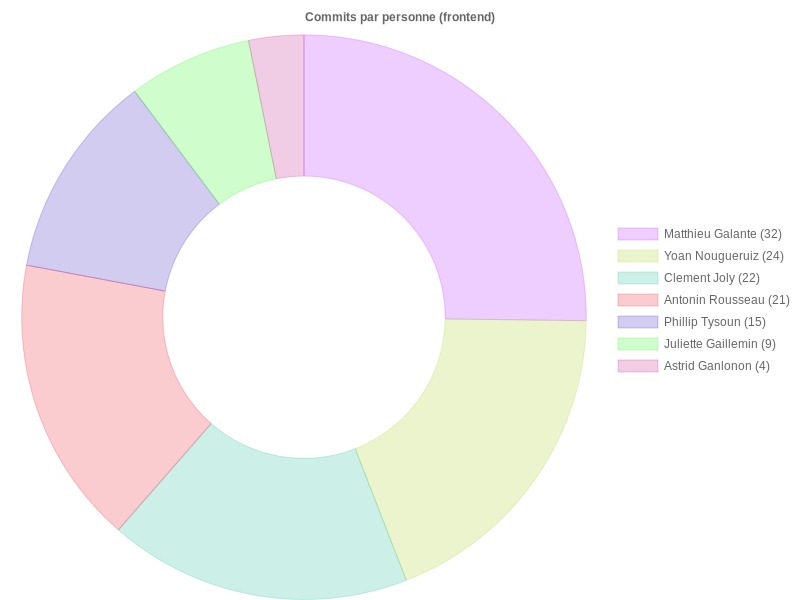 Commits par personne (frontend)
Matthieu Galante (32)
Yoan Nougueruiz (24)
Clement Joly (22)
Antonin Rousseau (21)
Phillip Tysoun (15)
Juliette Gaillemin (9)
Astrid Ganlonon (4)